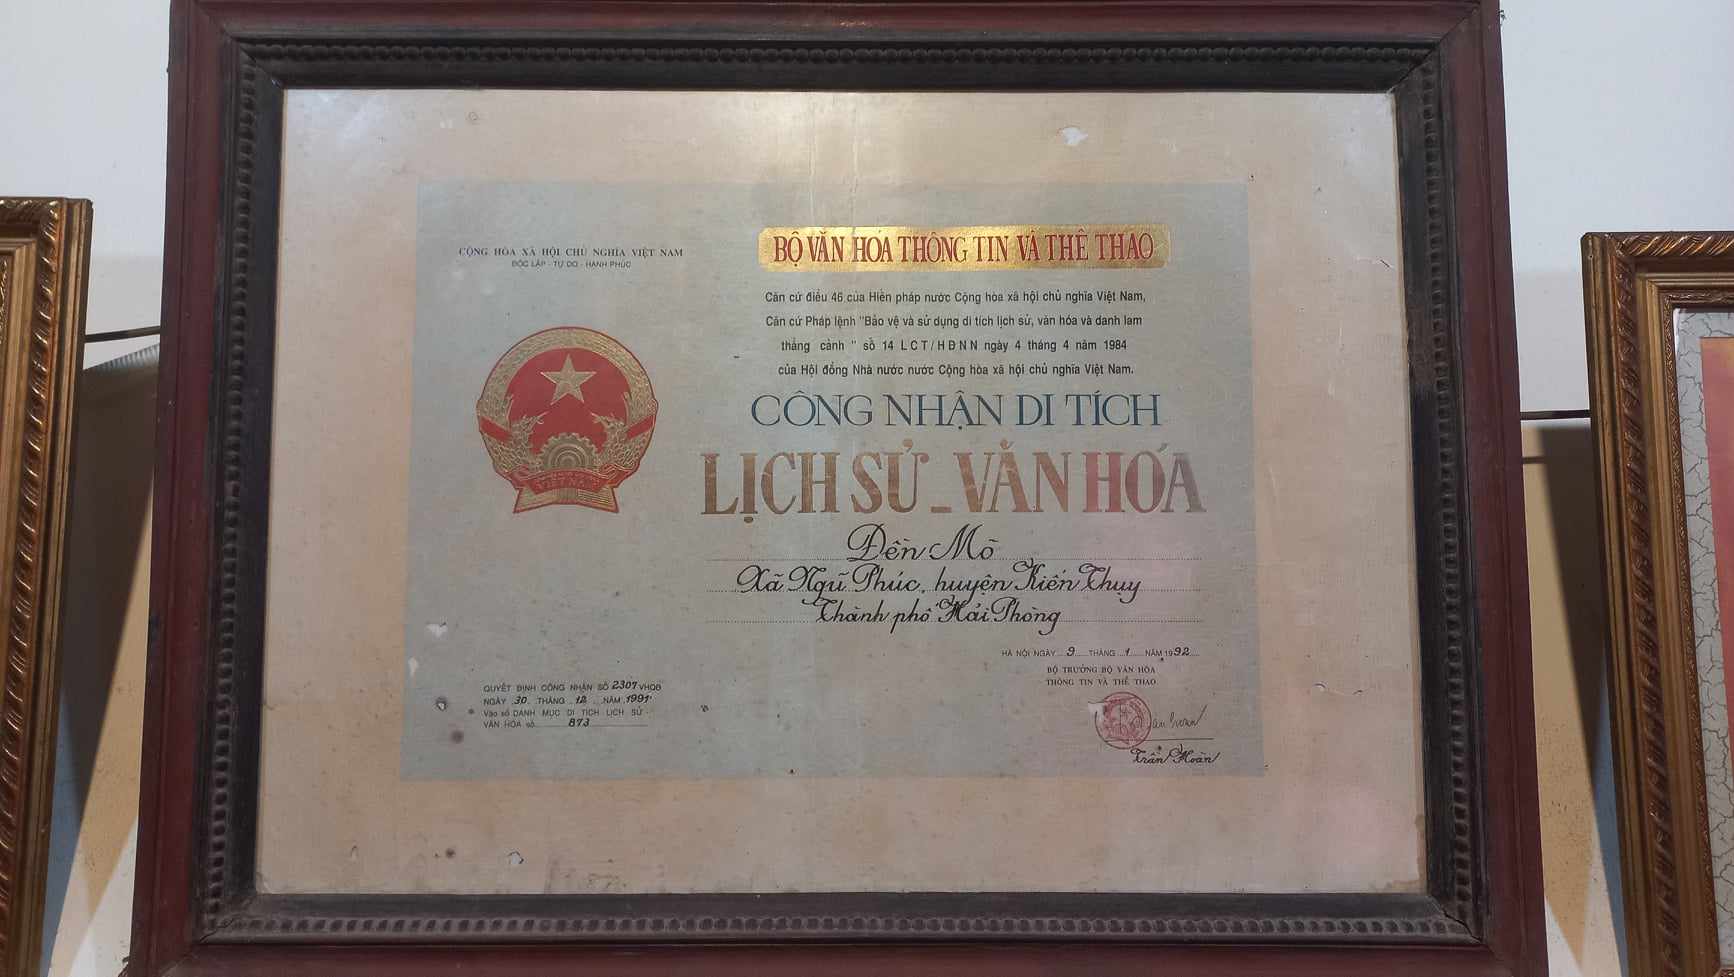 CỘNG HÒA XÃ HỘI CHỦ NGHĨA VIỆT NAM
ĐỘC LẬP - TỰ DO - HẠNH PHÚC
VIỆT NAM
BỘ VĂN HÓA THÔNG TIN VÀ THỂ THAO
Căn cứ điều 46 của Hiến pháp nước Cộng hòa xã hội chủ nghĩa Việt Nam,
Căn cứ Pháp lệnh "Bảo vệ và sử dụng di tích lịch sử, văn hóa và danh lam
thắng cảnh " số 14 LCT/HĐNN ngày 4 tháng 4 năm 1984
của Hội đồng Nhà nước nước Cộng hòa xã hội chủ nghĩa Việt Nam.
CÔNG NHẬN DI TÍCH
LỊCH SỬ - VĂN HÓA
Đền Mõ
Xã Ngũ Phúc, huyện Kiến Thụy
Thành phố Hải Phòng
HÀ NỘI NGÀY 9 THÁNG 1 NĂM 1992
BỘ TRƯỞNG BỘ VĂN HÓA
THÔNG TIN VÀ THỂ THAO
Trần Hoàn
QUYẾT ĐỊNH CÔNG NHẬN SỐ 2307 VHQĐ
NGÀY 30 THÁNG 12 NĂM 1991
Vào sổ DANH MỤC DI TÍCH LỊCH SỬ -
VĂN HÓA số 873